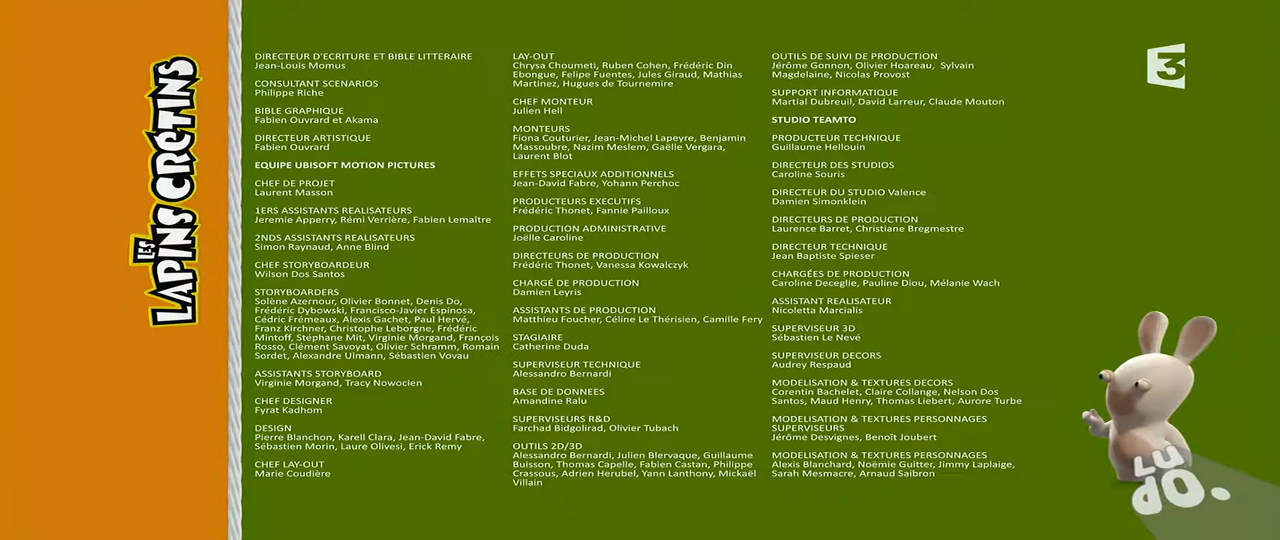 LES
LAPINS CRETINS
DIRECTEUR D'ECRITURE ET BIBLE LITTERAIRE
Jean-Louis Momus
CONSULTANT SCENARIOS
Philippe Riche
BIBLE GRAPHIQUE
Fabien Ouvrard et Akama
DIRECTEUR ARTISTIQUE
Fabien Ouvrard
EQUIPE UBISOFT MOTION PICTURES
CHEF DE PROJET
Laurent Masson
1ERS ASSISTANTS REALISATEURS
Jeremie Apperry, Rémi Verrière, Fabien Lemaître
2NDS ASSISTANTS REALISATEURS
Simon Raynaud, Anne Blind
CHEF STORYBOARDEUR
Wilson Dos Santos
STORYBOARDERS
Solène Azernour, Olivier Bonnet, Denis Do,
Frédéric Dybowski, Francisco-Javier Espinosa,
Cédric Frémeaux, Alexis Gachet, Paul Hervé,
Franz Kirchner, Christophe Leborgne, Frédéric
Mintoff, Stéphane Mit, Virginie Morgand, François
Rosso, Clément Savoyat, Olivier Schramm, Romain
Sordet, Alexandre Ulmann, Sébastien Vovau
ASSISTANTS STORYBOARD
Virginie Morgand, Tracy Nowocien
CHEF DESIGNER
Fyrat Kadhom
DESIGN
Pierre Blanchon, Karell Clara, Jean-David Fabre,
Sébastien Morin, Laure Olivesi, Erick Remy
CHEF LAY-OUT
Marie Coudière
LAY-OUT
Chrysa Choumeti, Ruben Cohen, Frédéric Din
Ebongue, Felipe Fuentes, Jules Giraud, Mathias
Martinez, Hugues de Tournemire
CHEF MONTEUR
Julien Hell
MONTEURS
Fiona Couturier, Jean-Michel Lapeyre, Benjamin
Massoubre, Nazim Meslem, Gaëlle Vergara,
Laurent Blot
EFFETS SPECIAUX ADDITIONNELS
Jean-David Fabre, Yohann Perchoc
PRODUCTEURS EXECUTIFS
Frédéric Thonet, Fannie Pailloux
PRODUCTION ADMINISTRATIVE
Joëlle Caroline
DIRECTEURS DE PRODUCTION
Frédéric Thonet, Vanessa Kowalczyk
CHARGÉ DE PRODUCTION
Damien Leyris
ASSISTANTS DE PRODUCTION
Matthieu Foucher, Céline Le Thérisien, Camille Fery
STAGIAIRE
Catherine Duda
SUPERVISEUR TECHNIQUE
Alessandro Bernardi
BASE DE DONNEES
Amandine Ralu
SUPERVISEURS R&D
Farchad Bidgolirad, Olivier Tubach
OUTILS 2D/3D
Alessandro Bernardi, Julien Blervaque, Guillaume
Buisson, Thomas Capelle, Fabien Castan, Philippe
Crassous, Adrien Herubel, Yann Lanthony, Mickaël
Villain
OUTILS DE SUIVI DE PRODUCTION
Jérôme Gonnon, Olivier Hoareau, Sylvain
Magdelaine, Nicolas Provost
SUPPORT INFORMATIQUE
Martial Dubreuil, David Larreur, Claude Mouton
STUDIO TEAMTO
PRODUCTEUR TECHNIQUE
Guillaume Hellouin
DIRECTEUR DES STUDIOS
Caroline Souris
DIRECTEUR DU STUDIO Valence
Damien Simonklein
DIRECTEURS DE PRODUCTION
Laurence Barret, Christiane Bregmestre
DIRECTEUR TECHNIQUE
Jean Baptiste Spieser
CHARGÉES DE PRODUCTION
Caroline Deceglie, Pauline Diou, Mélanie Wach
ASSISTANT REALISATEUR
Nicoletta Marcialis
SUPERVISEUR 3D
Sébastien Le Nevé
SUPERVISEUR DECORS
Audrey Respaud
MODELISATION & TEXTURES DECORS
Corentin Bachelet, Claire Collange, Nelson Dos
Santos, Maud Henry, Thomas Liebert, Aurore Turbe
MODELISATION & TEXTURES PERSONNAGES
SUPERVISEURS
Jérôme Desvignes, Benoît Joubert
MODELISATION & TEXTURES PERSONNAGES
Alexis Blanchard, Noëmie Guitter, Jimmy Laplaige,
Sarah Mesmacre, Arnaud Saibron
3
LUDO.